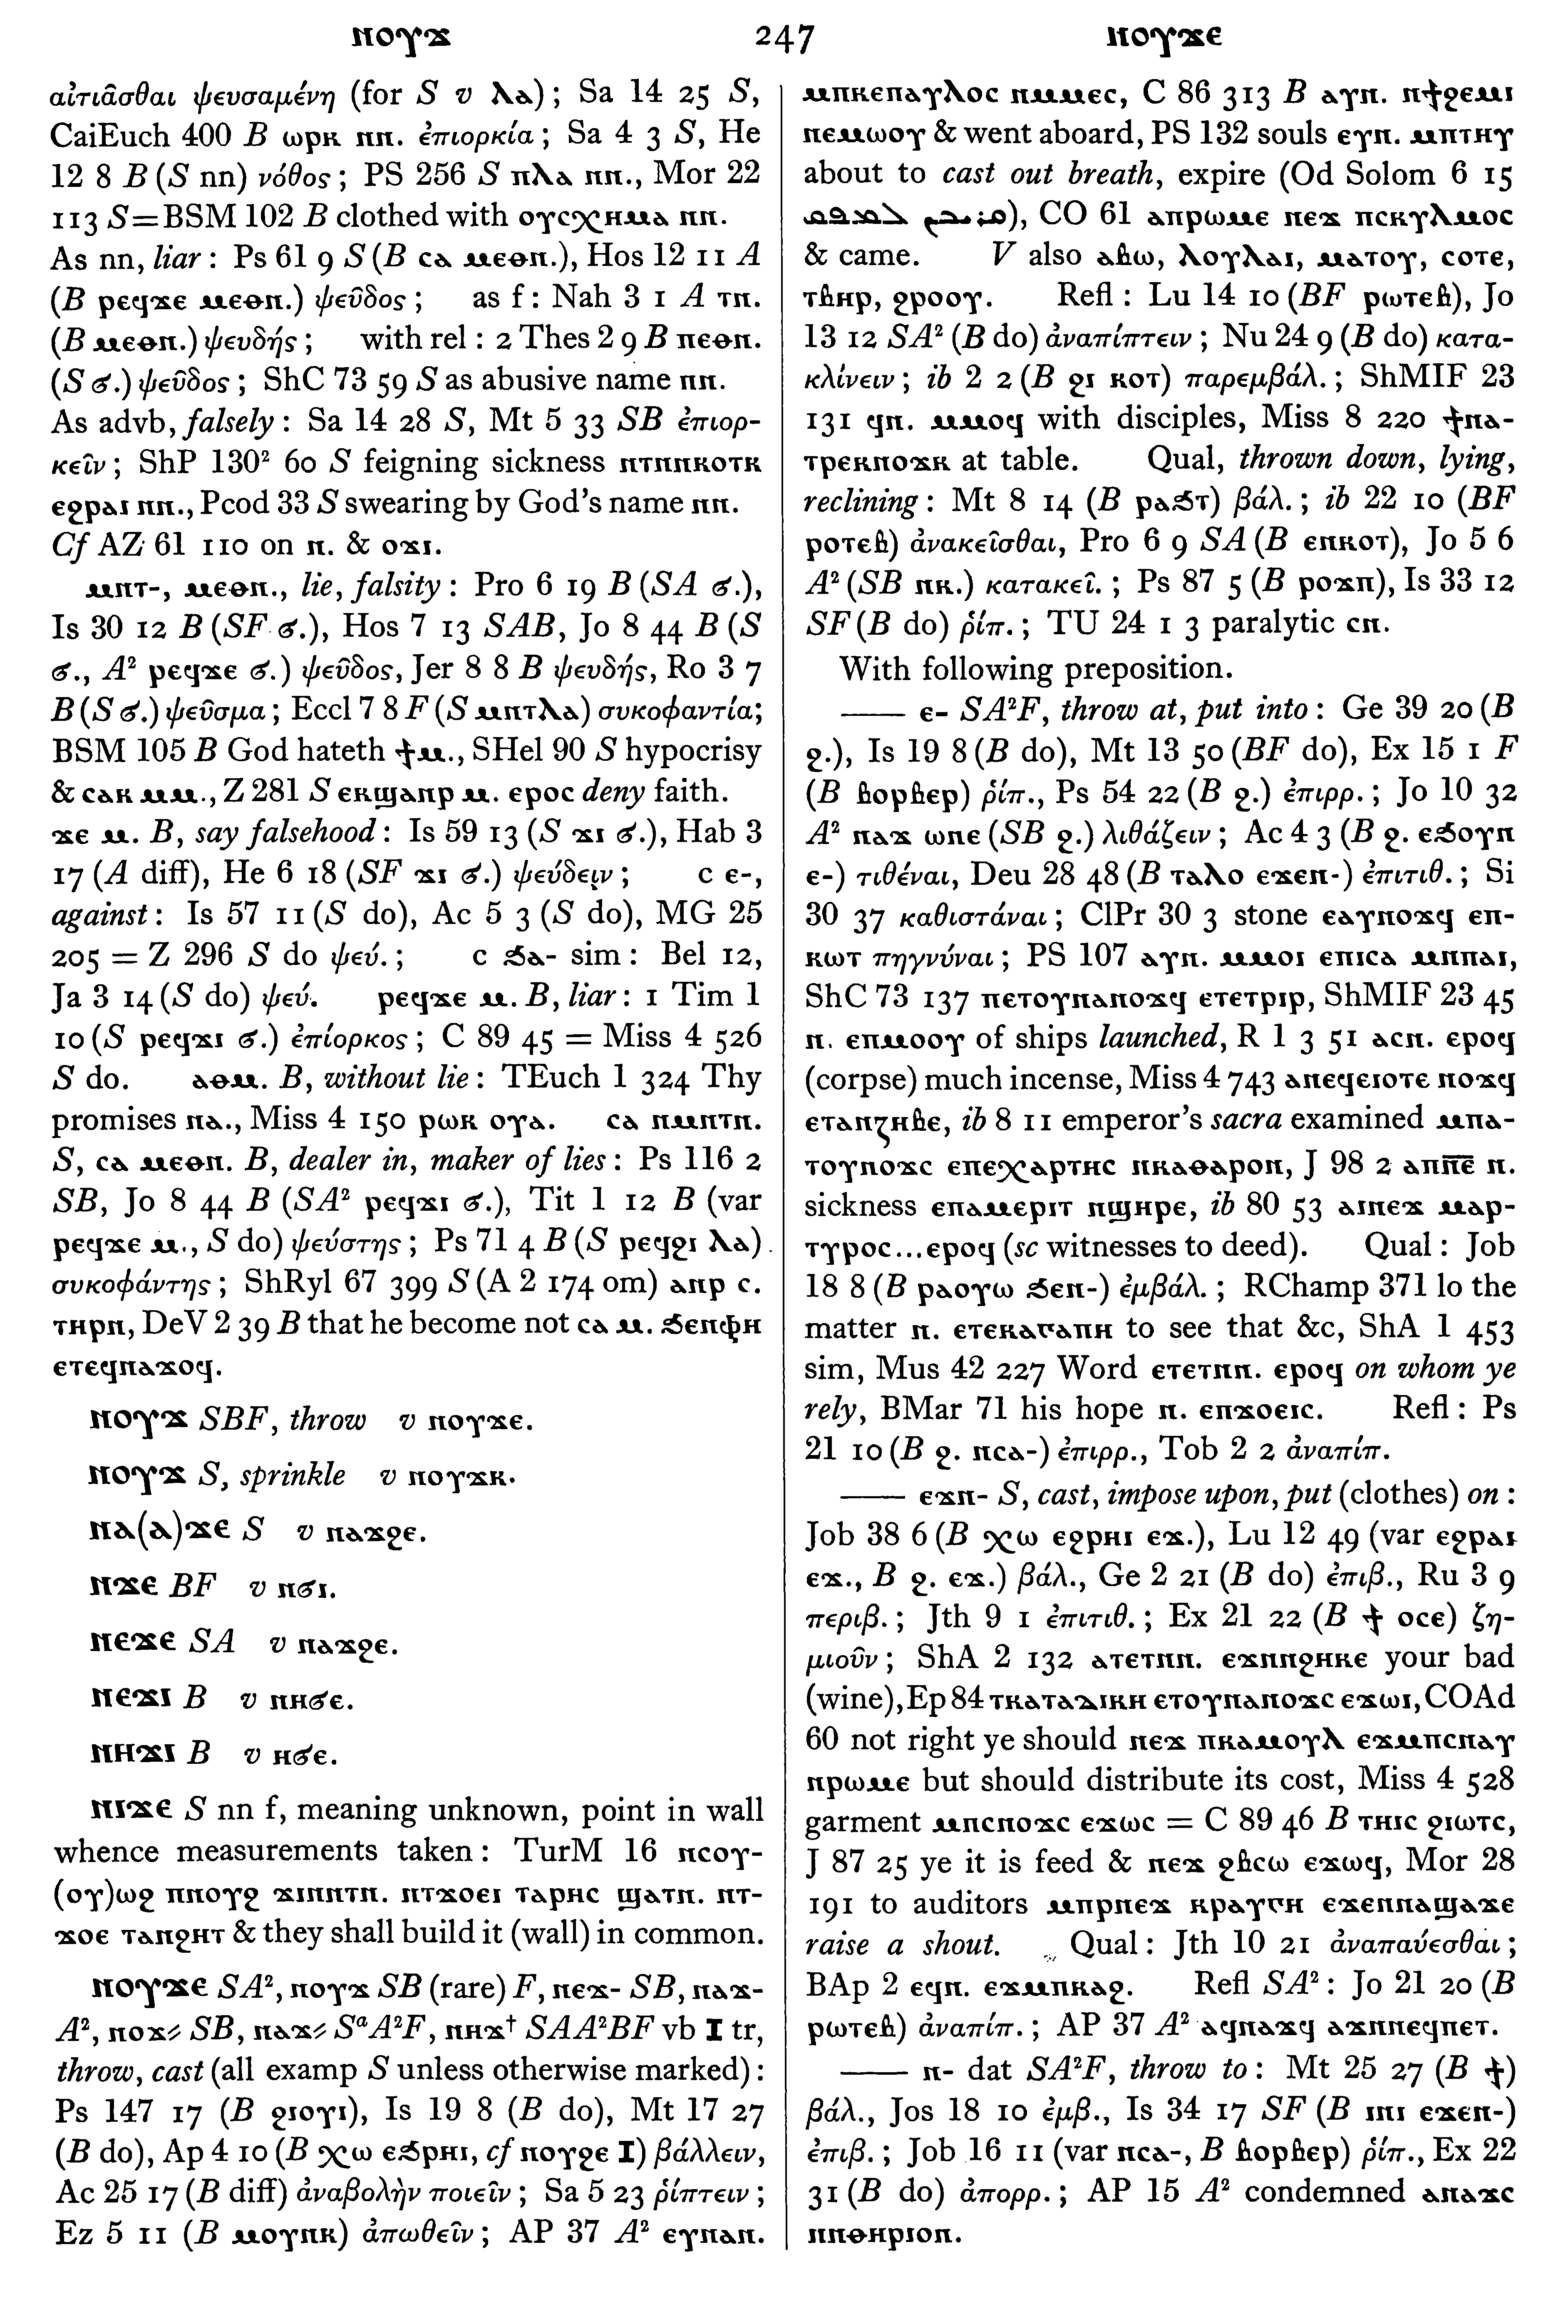 ⲛⲟⲩϫ 247 ⲛⲟⲩϫⲉ
αἰτιᾶσθαι ψευσαμένη (for S v ⲗⲁ); Sa 14 25 S,
CaiEuch 400 B ⲱⲣⲕ ⲛⲛ. ἐπιορκία; Sa 4 3 S, He
12 8 B (S nn) νόθος; PS 256 S ⲡⲗⲁ ⲛⲛ., Mor 22
113 S=BSM 102 B clothed with ⲟⲩⲥⲭⲏⲙⲁ ⲛⲛ.
As nn, liar: Ps 61 9 S (B ⲥⲁ ⲙⲉⲑⲛ.), Hos 12 11 A
(B ⲣⲉϥϫⲉ ⲙⲉⲑⲛ.) ψεῦδος; as f: Nah 3 1 A ⲧⲛ.
(B ⲙⲉⲑⲛ.) ψευδής; with rel: 2 Thes 2 9 B ⲡⲉⲑⲛ.
(S ϭ.) ψεῦδος; ShC 73 59 S as abusive name ⲛⲛ.
As advb, falsely: Sa 14 28 S, Mt 5 33 SB ἐπιορ-
κεῖν; ShP 130² 60 S feigning sickness ⲛⲧⲛⲛⲕⲟⲧⲕ
ⲉϩⲣⲁⲓ ⲛⲛ., Pcod 33 S swearing by God's name ⲛⲛ.
Cf AZ 61 110 on ⲛ. & ⲟϫⲓ.
ⲙⲛⲧ-, ⲙⲉⲑⲛ., lie, falsity: Pro 6 19 B (SA ϭ.),
Is 30 12 B (SF ϭ.), Hos 7 13 SAB, Jo 8 44 B (S
ϭ., A² ⲣⲉϥϫⲉ ϭ.) ψεῦδος, Jer 8 8 B ψευδής, Ro 3 7
B (S ϭ.) ψεῦσμα; Eccl 7 8 F (S ⲙⲛⲧⲗⲁ) συκοφαντία;
BSM 105 B God hateth ϯⲙ., SHel 90 S hypocrisy
& ⲥⲁⲕ ⲙⲙ., Z 281 S ⲉⲕϣⲁⲛⲣ ⲙ. ⲉⲣⲟⲥ deny faith.
ϫⲉ ⲙ. B, say falsehood: Is 59 13 (S ϫⲓ ϭ.), Hab 3
17 (A diff), He 6 18 (SF ϫⲓ ϭ.) ψεύδειν; c ⲉ-,
against: Is 57 11 (S do), Ac 5 3 (S do), MG 25
205 = Z 296 S do ψεύ.; c ϧⲁ- sim: Bel 12,
Ja 3 14 (S do) ψεύ. ⲣⲉϥϫⲉ ⲙ. B, liar: 1 Tim 1
10 (S ⲣⲉϥϫⲓ ϭ.) ἐπίορκος; C 89 45 = Miss 4 526
S do. ⲁⲑⲙ. B, without lie: TEuch 1 324 Thy
promises ⲛⲁ., Miss 4 150 ⲣⲱⲕ ⲟⲩⲁ. ⲥⲁ ⲛⲙⲛⲧⲛ.
S, ⲥⲁ ⲙⲉⲑⲛ. B, dealer in, maker of lies: Ps 116 2
SB, Jo 8 44 B (SA² ⲣⲉϥϫⲓ ϭ.), Tit 1 12 B (var
ⲣⲉϥϫⲉ ⲙ., S do) ψεύστης; Ps 71 4 B (S ⲣⲉϥϩⲓ ⲗⲁ)
συκοφάντης; ShRyl 67 399 S (A 2 174 om) ⲁⲛⲣ ⲥ.
ⲧⲏⲣⲛ, DeV 2 39 B that he become not ⲥⲁ ⲙ. ϧⲉⲛⲫⲏ
ⲉⲧⲉϥⲛⲁϫⲟϥ.
ⲛⲟⲩϫ SBF, throw v ⲛⲟⲩϫⲉ.
ⲛⲟⲩϫ S, sprinkle v ⲛⲟⲩϫⲕ.
ⲛⲁ(ⲁ)ϫⲉ S v ⲛⲁϫϩⲉ.
ⲛϫⲉ BF v ⲛϭⲓ.
ⲛⲉϫⲉ SA v ⲛⲁϫϩⲉ.
ⲛⲉϫⲓ B v ⲛⲏϭⲉ.
ⲛⲏϫⲓ B v ⲏϭⲉ.
ⲛⲓϫⲉ S nn f, meaning unknown, point in wall
whence measurements taken: TurM 16 ⲛⲥⲟⲩ-
(ⲟⲩ)ⲱϩ ⲛⲛⲟⲩϩ ϫⲓⲛⲛⲧⲛ. ⲛⲧϫⲟⲉⲓ ⲧⲁⲣⲏⲥ ϣⲁⲧⲛ. ⲛⲧ-
ϫⲟⲉ ⲧⲁⲛϩⲏⲧ & they shall build it (wall) in common.
ⲛⲟⲩϫⲉ SA², ⲛⲟⲩϫ SB (rare) F, ⲛⲉϫ- SB, ⲛⲁϫ-
A², ⲛⲟϫ⸗ SB, ⲛⲁϫ⸗ SᵃA²F, ⲛⲏϫ† SAA²BF vb I tr,
throw, cast (all examp S unless otherwise marked):
Ps 147 17 (B ϩⲓⲟⲩⲓ), Is 19 8 (B do), Mt 17 27
(B do), Ap 4 10 (B ⲭⲱ ⲉϧⲣⲏⲓ, cf ⲛⲟⲩϩⲉ I) βάλλειν,
Ac 25 17 (B diff) ἀναβολὴν ποιεῖν; Sa 5 23 ῥίπτειν;
Ez 5 11 (B ⲙⲟⲩⲛⲕ) ἀπωθεῖν; AP 37 A² ⲉⲩⲛⲁⲛ.
ⲙⲡⲕⲉⲡⲁⲩⲗⲟⲥ ⲛⲙⲙⲉⲥ, C 86 313 B ⲁⲩⲛ. ⲛϯϩⲉⲙⲓ
ⲛⲉⲙⲱⲟⲩ & went aboard, PS 132 souls ⲉⲩⲛ. ⲙⲡⲧⲏⲩ
about to cast out breath, expire (Od Solom 6 15
), CO 61 ⲁⲡⲣⲱⲙⲉ ⲛⲉϫ ⲡⲥⲕⲩⲗⲙⲟⲥ
& came. V also ⲁⲃⲱ, ⲗⲟⲩⲗⲁⲓ, ⲙⲁⲧⲟⲩ, ⲥⲟⲧⲉ,
ⲧⲃⲏⲣ, ϩⲣⲟⲟⲩ. Refl: Lu 14 10 (BF ⲣⲱⲧⲉⲃ), Jo
13 12 SA² (B do) ἀναπίπτειν; Nu 24 9 (B do) κατα-
κλίνειν; ib 2 2 (B ϩⲓ ⲕⲟⲧ) παρεμβάλ.; ShMIF 23
131 ϥⲛ. ⲙⲙⲟϥ with disciples, Miss 8 220 ϯⲛⲁ-
ⲧⲣⲉⲕⲛⲟϫⲕ at table. Qual, thrown down, lying,
reclining: Mt 8 14 (B ⲣⲁϧⲧ) βάλ.; ib 22 10 (BF
ⲣⲟⲧⲉⲃ) ἀνακεῖσθαι, Pro 6 9 SA (B ⲉⲛⲕⲟⲧ), Jo 5 6
A² (SB ⲛⲕ.) κατακεῖ.; Ps 87 5 (B ⲣⲟϫⲡ), Is 33 12
SF (B do) ῥίπ.; TU 24 1 3 paralytic ⲥⲛ.
With following preposition.
—— ⲉ- SA²F, throw at, put into: Ge 39 20 (B
ϩ.), Is 19 8 (B do), Mt 13 50 (BF do), Ex 15 1 F
(B ⲃⲟⲣⲃⲉⲣ) ῥίπ., Ps 54 22 (B ϩ.) ἐπιρρ.; Jo 10 32
A² ⲛⲁϫ ⲱⲛⲉ (SB ϩ.) λιθάζειν; Ac 4 3 (B ϩ. ⲉϧⲟⲩⲛ
ⲉ-) τιθέναι, Deu 28 48 (B ⲧⲁⲗⲟ ⲉϫⲉⲛ-) ἐπιτιθ.; Si
30 37 καθιστάναι; ClPr 30 3 stone ⲉⲁⲩⲛⲟϫϥ ⲉⲡ-
ⲕⲱⲧ πηγνύναι; PS 107 ⲁⲩⲛ. ⲙⲙⲟⲓ ⲉⲡⲓⲥⲁ ⲙⲛⲡⲁⲓ,
ShC 73 137 ⲡⲉⲧⲟⲩⲛⲁⲛⲟϫϥ ⲉⲧⲉⲧⲣⲓⲣ, ShMIF 23 45
ⲛ. ⲉⲡⲙⲟⲟⲩ of ships launched, R 1 3 51 ⲁⲥⲛ. ⲉⲣⲟϥ
(corpse) much incense, Miss 4 743 ⲁⲛⲉϥⲉⲓⲟⲧⲉ ⲛⲟϫϥ
ⲉⲧⲁⲛⲍⲏⲃⲉ, ib 8 11 emperor's sacra examined ⲙⲡⲁ-
ⲧⲟⲩⲛⲟϫⲥ ⲉⲛⲉⲭⲁⲣⲧⲏⲥ ⲛⲕⲁⲑⲁⲣⲟⲛ, J 98 2 ⲁⲡⲛ̅ⲉ̅ ⲛ.
sickness ⲉⲡⲁⲙⲉⲣⲓⲧ ⲛϣⲏⲣⲉ, ib 80 53 ⲁⲓⲛⲉϫ ⲙⲁⲣ-
ⲧⲩⲣⲟⲥ...ⲉⲣⲟϥ (sc witnesses to deed). Qual: Job
18 8 (B ⲣⲁⲟⲩⲱ ϧⲉⲛ-) ἐμβάλ.; RChamp 371 lo the
matter ⲛ. ⲉⲧⲉⲕⲁⲅⲁⲡⲏ to see that &c, ShA 1 453
sim, Mus 42 227 Word ⲉⲧⲉⲧⲛⲛ. ⲉⲣⲟϥ on whom ye
rely, BMar 71 his hope ⲛ. ⲉⲡϫⲟⲉⲓⲥ. Refl: Ps
21 10 (B ϩ. ⲛⲥⲁ-) ἐπιρρ., Tob 2 2 ἀναπίπ.
—— ⲉϫⲛ- S, cast, impose upon, put (clothes) on:
Job 38 6 (B ⲭⲱ ⲉϩⲣⲏⲓ ⲉϫ.), Lu 12 49 (var ⲉϩⲣⲁⲓ
ⲉϫ., B ϩ. ⲉϫ.) βάλ., Ge 2 21 (B do) ἐπιβ., Ru 3 9
περιβ.; Jth 9 1 ἐπιτιθ.; Ex 21 22 (B ϯ ⲟⲥⲉ) ζη-
μιοῦν; ShA 2 132 ⲁⲧⲉⲧⲛⲛ. ⲉϫⲛⲛϩⲏⲕⲉ your bad
(wine), Ep 84 ⲧⲕⲁⲧⲁⲇⲓⲕⲏ ⲉⲧⲟⲩⲛⲁⲛⲟϫⲥ ⲉϫⲱⲓ, COAd
60 not right ye should ⲛⲉϫ ⲡⲕⲁⲙⲟⲩⲗ ⲉϫⲙⲡⲥⲛⲁⲩ
ⲛⲣⲱⲙⲉ but should distribute its cost, Miss 4 528
garment ⲙⲡⲥⲛⲟϫⲥ ⲉϫⲱⲥ = C 89 46 B ⲧⲏⲓⲥ ϩⲓⲱⲧⲥ,
J 87 25 ye it is feed & ⲛⲉϫ ϩⲃⲥⲱ ⲉϫⲱϥ, Mor 28
191 to auditors ⲙⲡⲣⲛⲉϫ ⲕⲣⲁⲩⲅⲏ ⲉϫⲉⲛⲛⲁϣⲁϫⲉ
raise a shout. Qual: Jth 10 21 ἀναπαύεσθαι;
BAp 2 ⲉϥⲛ. ⲉϫⲙⲡⲕⲁϩ. Refl SA²: Jo 21 20 (B
ⲣⲱⲧⲉⲃ) ἀναπίπ.; AP 37 A² ⲁϥⲛⲁϫϥ ⲁϫⲛⲛⲉϥⲡⲉⲧ.
—— ⲛ- dat SA²F, throw to: Mt 25 27 (B ϯ)
βάλ., Jos 18 10 ἐμβ., Is 34 17 SF (B ⲓⲛⲓ ⲉϫⲉⲛ-)
ἐπιβ.; Job 16 11 (var ⲛⲥⲁ-, B ⲃⲟⲣⲃⲉⲣ) ῥίπ., Ex 22
31 (B do) ἀπορρ.; AP 15 A² condemned ⲁⲛⲁϫⲥ
ⲛⲛⲑⲏⲣⲓⲟⲛ.